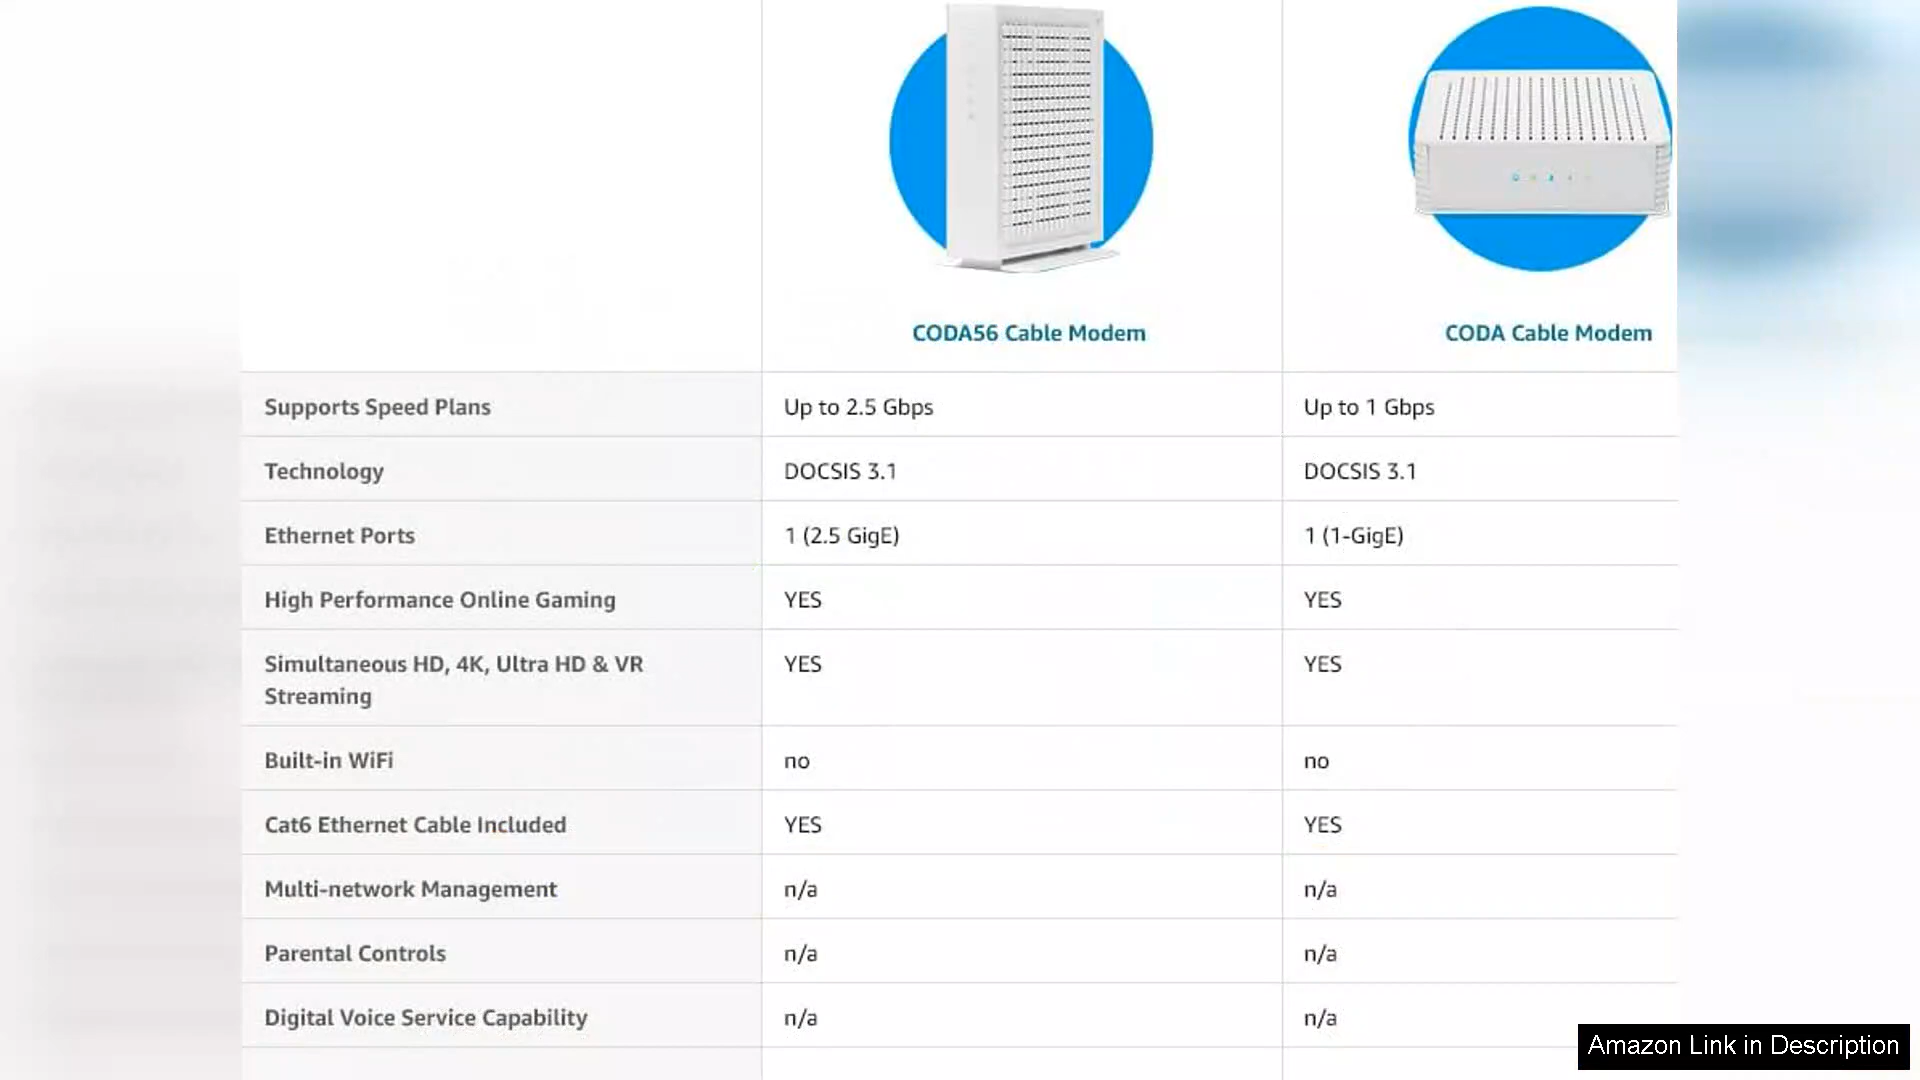 CODA56 Cable Modem CODA Cable Modem
Supports Speed Plans Up to 2.5 Gbps Up to 1 Gbps
Technology DOCSIS 3.1 DOCSIS 3.1
Ethernet Ports 1 (2.5 GigE) 1 (1-GigE)
High Performance Online Gaming YES YES
Simultaneous HD, 4K, Ultra HD & VR YES YES
Streaming
Built-in WiFi no no
Cat6 Ethernet Cable Included YES YES
Multi-network Management n/a n/a
Parental Controls n/a n/a
Digital Voice Service Capability n/a n/a
Amazon Link in Description